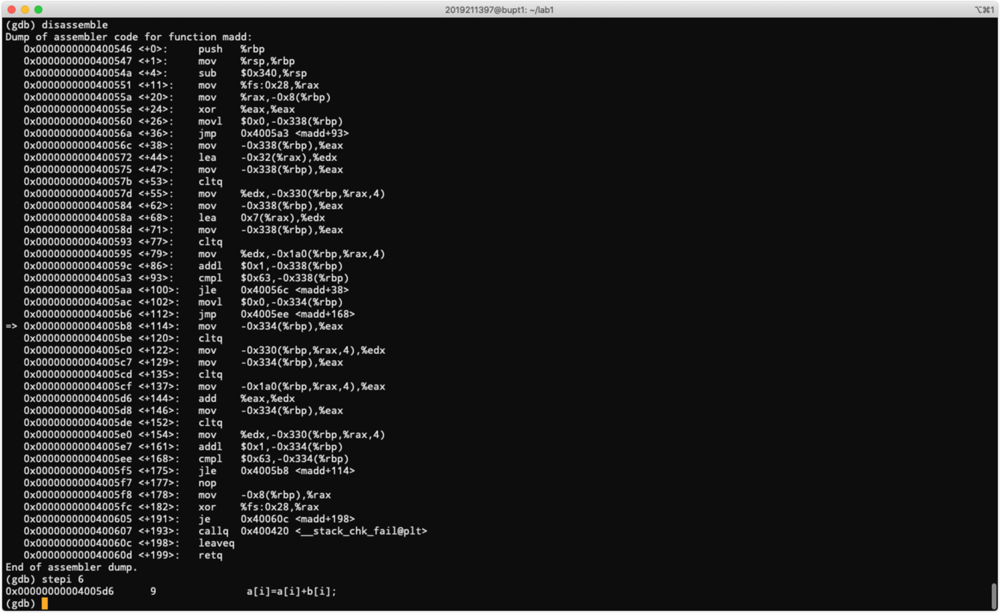 2019211397@bupt1: ~/lab1 ⌥⌘1
(gdb) disassemble
Dump of assembler code for function madd:
   0x0000000000400546 <+0>:     push   %rbp
   0x0000000000400547 <+1>:     mov    %rsp,%rbp
   0x000000000040054a <+4>:     sub    $0x340,%rsp
   0x0000000000400551 <+11>:    mov    %fs:0x28,%rax
   0x000000000040055a <+20>:    mov    %rax,-0x8(%rbp)
   0x000000000040055e <+24>:    xor    %eax,%eax
   0x0000000000400560 <+26>:    movl   $0x0,-0x338(%rbp)
   0x000000000040056a <+36>:    jmp    0x4005a3 <madd+93>
   0x000000000040056c <+38>:    mov    -0x338(%rbp),%eax
   0x0000000000400572 <+44>:    lea    -0x32(%rax),%edx
   0x0000000000400575 <+47>:    mov    -0x338(%rbp),%eax
   0x000000000040057b <+53>:    cltq
   0x000000000040057d <+55>:    mov    %edx,-0x330(%rbp,%rax,4)
   0x0000000000400584 <+62>:    mov    -0x338(%rbp),%eax
   0x000000000040058a <+68>:    lea    0x7(%rax),%edx
   0x000000000040058d <+71>:    mov    -0x338(%rbp),%eax
   0x0000000000400593 <+77>:    cltq
   0x0000000000400595 <+79>:    mov    %edx,-0x1a0(%rbp,%rax,4)
   0x000000000040059c <+86>:    addl   $0x1,-0x338(%rbp)
   0x00000000004005a3 <+93>:    cmpl   $0x63,-0x338(%rbp)
   0x00000000004005aa <+100>:   jle    0x40056c <madd+38>
   0x00000000004005ac <+102>:   movl   $0x0,-0x334(%rbp)
   0x00000000004005b6 <+112>:   jmp    0x4005ee <madd+168>
=> 0x00000000004005b8 <+114>:   mov    -0x334(%rbp),%eax
   0x00000000004005be <+120>:   cltq
   0x00000000004005c0 <+122>:   mov    -0x330(%rbp,%rax,4),%edx
   0x00000000004005c7 <+129>:   mov    -0x334(%rbp),%eax
   0x00000000004005cd <+135>:   cltq
   0x00000000004005cf <+137>:   mov    -0x1a0(%rbp,%rax,4),%eax
   0x00000000004005d6 <+144>:   add    %eax,%edx
   0x00000000004005d8 <+146>:   mov    -0x334(%rbp),%eax
   0x00000000004005de <+152>:   cltq
   0x00000000004005e0 <+154>:   mov    %edx,-0x330(%rbp,%rax,4)
   0x00000000004005e7 <+161>:   addl   $0x1,-0x334(%rbp)
   0x00000000004005ee <+168>:   cmpl   $0x63,-0x334(%rbp)
   0x00000000004005f5 <+175>:   jle    0x4005b8 <madd+114>
   0x00000000004005f7 <+177>:   nop
   0x00000000004005f8 <+178>:   mov    -0x8(%rbp),%rax
   0x00000000004005fc <+182>:   xor    %fs:0x28,%rax
   0x0000000000400605 <+191>:   je     0x40060c <madd+198>
   0x0000000000400607 <+193>:   callq  0x400420 <__stack_chk_fail@plt>
   0x000000000040060c <+198>:   leaveq
   0x000000000040060d <+199>:   retq
End of assembler dump.
(gdb) stepi 6
0x00000000004005d6      9               a[i]=a[i]+b[i];
(gdb)